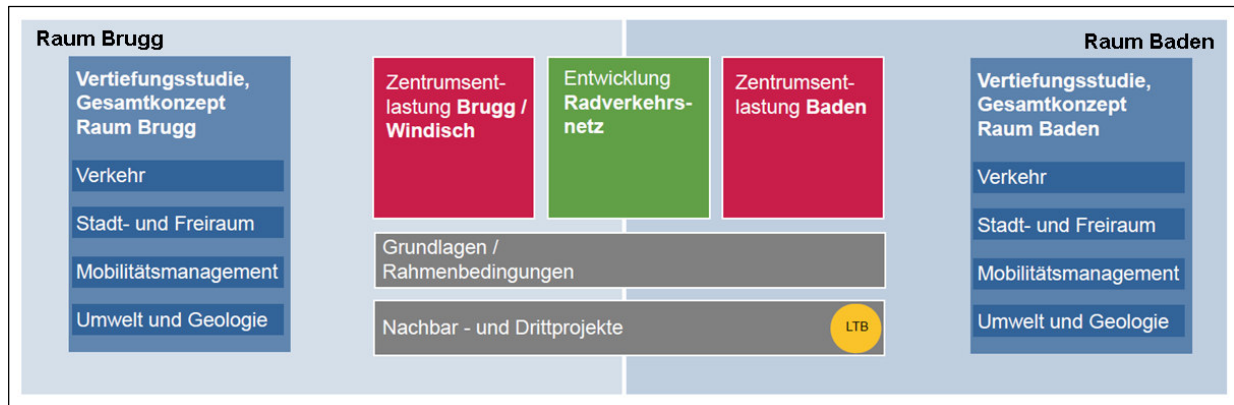 Raum Brugg
Raum Baden
Vertiefungsstudie,
Gesamtkonzept
Raum Brugg
Verkehr
Stadt- und Freiraum
Mobilitätsmanagement
Umwelt und Geologie
Zentrumsent-
lastung Brugg /
Windisch
Entwicklung
Radverkehrs-
netz
Zentrumsent-
lastung Baden
Grundlagen /
Rahmenbedingungen
Nachbar - und Drittprojekte
LTB
Vertiefungsstudie,
Gesamtkonzept
Raum Baden
Verkehr
Stadt- und Freiraum
Mobilitätsmanagement
Umwelt und Geologie